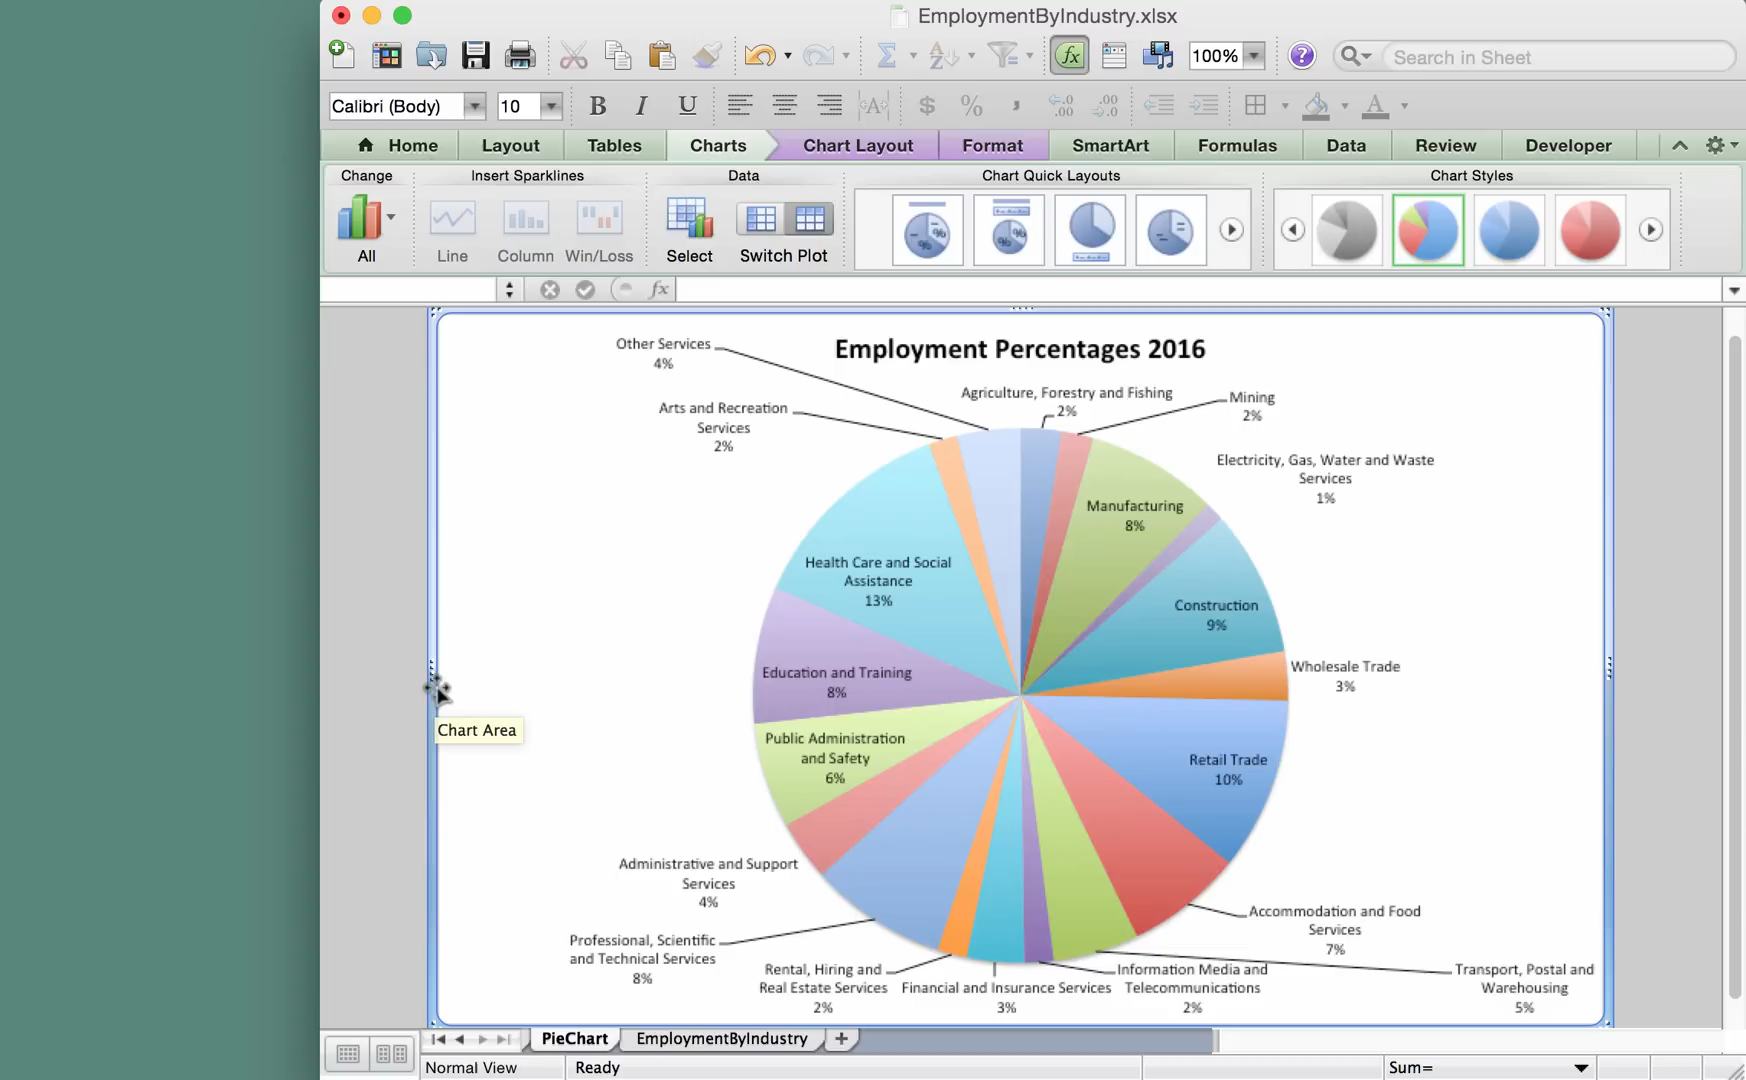 EmploymentByIndustry.xlsx
100%
Search in Sheet
Calibri (Body)
10
B I U
Home
Layout
Tables
Charts
Chart Layout
Format
SmartArt
Formulas
Data
Review
Developer
Change
Insert Sparklines
Data
Chart Quick Layouts
Chart Styles
All
Line
Column
Win/Loss
Select
Switch Plot
fx
Employment Percentages 2016
Other Services
4%
Agriculture, Forestry and Fishing
2%
Mining
2%
Arts and Recreation
Services
2%
Electricity, Gas, Water and Waste
Services
1%
Manufacturing
8%
Health Care and Social
Assistance
13%
Construction
9%
Wholesale Trade
3%
Education and Training
8%
Chart Area
Public Administration
and Safety
6%
Retail Trade
10%
Administrative and Support
Services
4%
Accommodation and Food
Services
7%
Professional, Scientific
and Technical Services
8%
Rental, Hiring and
Real Estate Services
2%
Financial and Insurance Services
3%
Information Media and
Telecommunications
2%
Transport, Postal and
Warehousing
5%
PieChart
EmploymentByIndustry
Normal View
Ready
Sum=